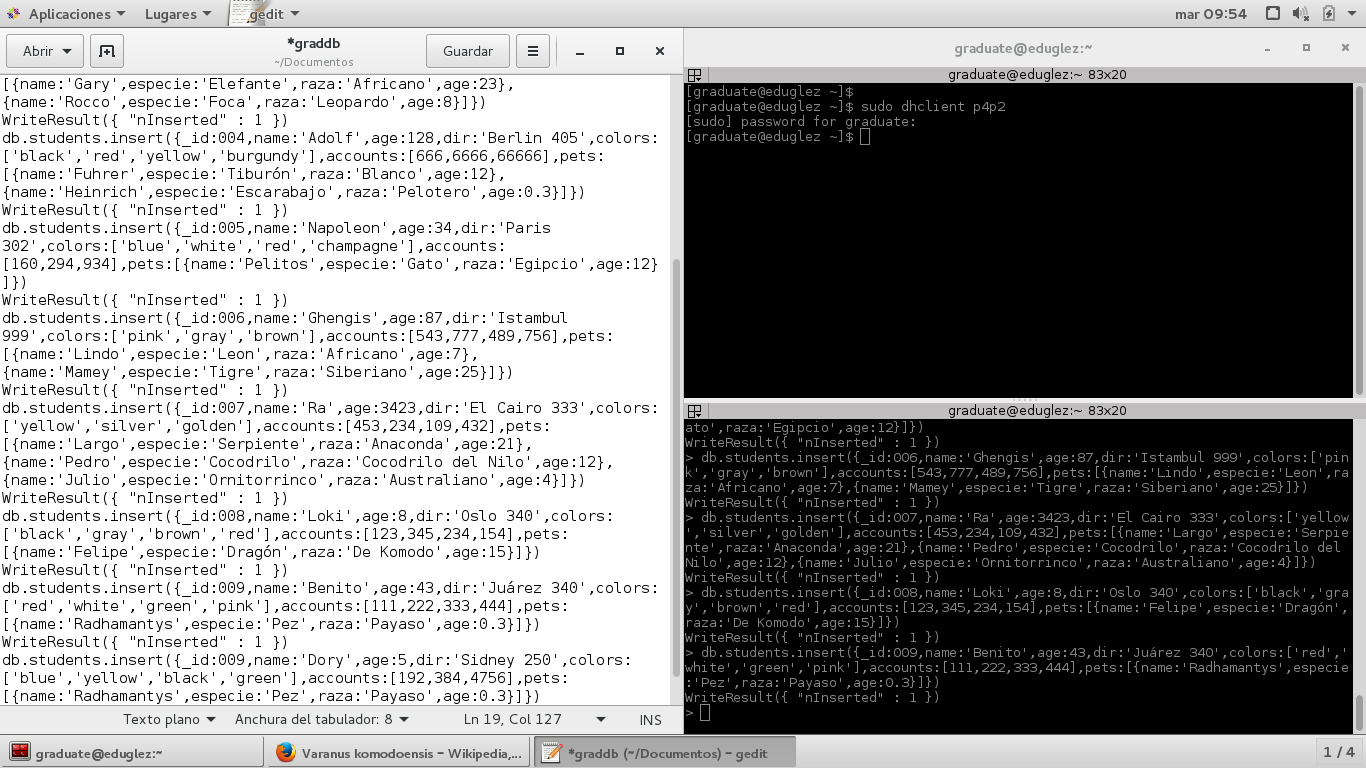 Aplicaciones Lugares gedit mar 09:54
Abrir *graddb ~/Documentos Guardar
[{name:'Gary',especie:'Elefante',raza:'Africano',age:23},
{name:'Rocco',especie:'Foca',raza:'Leopardo',age:8}]})
WriteResult({ "nInserted" : 1 })
db.students.insert({_id:004,name:'Adolf',age:128,dir:'Berlin 405',colors:
['black','red','yellow','burgundy'],accounts:[666,6666,66666],pets:
[{name:'Fuhrer',especie:'Tiburón',raza:'Blanco',age:12},
{name:'Heinrich',especie:'Escarabajo',raza:'Pelotero',age:0.3}]})
WriteResult({ "nInserted" : 1 })
db.students.insert({_id:005,name:'Napoleon',age:34,dir:'Paris
302',colors:['blue','white','red','champagne'],accounts:
[160,294,934],pets:[{name:'Pelitos',especie:'Gato',raza:'Egipcio',age:12}
]})
WriteResult({ "nInserted" : 1 })
db.students.insert({_id:006,name:'Ghengis',age:87,dir:'Istambul
999',colors:['pink','gray','brown'],accounts:[543,777,489,756],pets:
[{name:'Lindo',especie:'Leon',raza:'Africano',age:7},
{name:'Mamey',especie:'Tigre',raza:'Siberiano',age:25}]})
WriteResult({ "nInserted" : 1 })
db.students.insert({_id:007,name:'Ra',age:3423,dir:'El Cairo 333',colors:
['yellow','silver','golden'],accounts:[453,234,109,432],pets:
[{name:'Largo',especie:'Serpiente',raza:'Anaconda',age:21},
{name:'Pedro',especie:'Cocodrilo',raza:'Cocodrilo del Nilo',age:12},
{name:'Julio',especie:'Ornitorrinco',raza:'Australiano',age:4}]})
WriteResult({ "nInserted" : 1 })
db.students.insert({_id:008,name:'Loki',age:8,dir:'Oslo 340',colors:
['black','gray','brown','red'],accounts:[123,345,234,154],pets:
[{name:'Felipe',especie:'Dragón',raza:'De Komodo',age:15}]})
WriteResult({ "nInserted" : 1 })
db.students.insert({_id:009,name:'Benito',age:43,dir:'Juárez 340',colors:
['red','white','green','pink'],accounts:[111,222,333,444],pets:
[{name:'Radhamantys',especie:'Pez',raza:'Payaso',age:0.3}]})
WriteResult({ "nInserted" : 1 })
db.students.insert({_id:009,name:'Dory',age:5,dir:'Sidney 250',colors:
['blue','yellow','black','green'],accounts:[192,384,4756],pets:
[{name:'Radhamantys',especie:'Pez',raza:'Payaso',age:0.3}]})
Texto plano Anchura del tabulador: 8 Ln 19, Col 127 INS
graduate@eduglez:~
graduate@eduglez:~ 83x20
[graduate@eduglez ~]$
[graduate@eduglez ~]$ sudo dhclient p4p2
[sudo] password for graduate:
[graduate@eduglez ~]$
graduate@eduglez:~ 83x20
ato',raza:'Egipcio',age:12}]})
WriteResult({ "nInserted" : 1 })
> db.students.insert({_id:006,name:'Ghengis',age:87,dir:'Istambul 999',colors:['pin
k','gray','brown'],accounts:[543,777,489,756],pets:[{name:'Lindo',especie:'Leon',ra
za:'Africano',age:7},{name:'Mamey',especie:'Tigre',raza:'Siberiano',age:25}]})
WriteResult({ "nInserted" : 1 })
> db.students.insert({_id:007,name:'Ra',age:3423,dir:'El Cairo 333',colors:['yellow
','silver','golden'],accounts:[453,234,109,432],pets:[{name:'Largo',especie:'Serpie
nte',raza:'Anaconda',age:21},{name:'Pedro',especie:'Cocodrilo',raza:'Cocodrilo del
Nilo',age:12},{name:'Julio',especie:'Ornitorrinco',raza:'Australiano',age:4}]})
WriteResult({ "nInserted" : 1 })
> db.students.insert({_id:008,name:'Loki',age:8,dir:'Oslo 340',colors:['black','gra
y','brown','red'],accounts:[123,345,234,154],pets:[{name:'Felipe',especie:'Dragón',
raza:'De Komodo',age:15}]})
WriteResult({ "nInserted" : 1 })
> db.students.insert({_id:009,name:'Benito',age:43,dir:'Juárez 340',colors:['red','
white','green','pink'],accounts:[111,222,333,444],pets:[{name:'Radhamantys',especie
:'Pez',raza:'Payaso',age:0.3}]})
WriteResult({ "nInserted" : 1 })
>
graduate@eduglez:~ Varanus komodoensis – Wikipedia,... *graddb (~/Documentos) – gedit 1 / 4